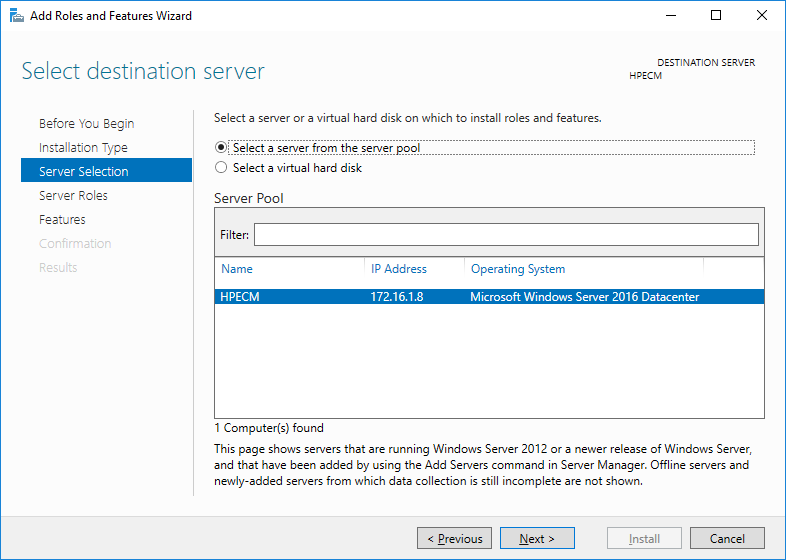 Add Roles and Features Wizard
Select destination server
DESTINATION SERVER
HPECM
Before You Begin
Installation Type
Server Selection
Server Roles
Features
Confirmation
Results
Select a server or a virtual hard disk on which to install roles and features.
Select a server from the server pool
Select a virtual hard disk
Server Pool
Filter:
Name IP Address Operating System
HPECM 172.16.1.8 Microsoft Windows Server 2016 Datacenter
1 Computer(s) found
This page shows servers that are running Windows Server 2012 or a newer release of Windows Server,
and that have been added by using the Add Servers command in Server Manager. Offline servers and
newly-added servers from which data collection is still incomplete are not shown.
< Previous Next > Install Cancel